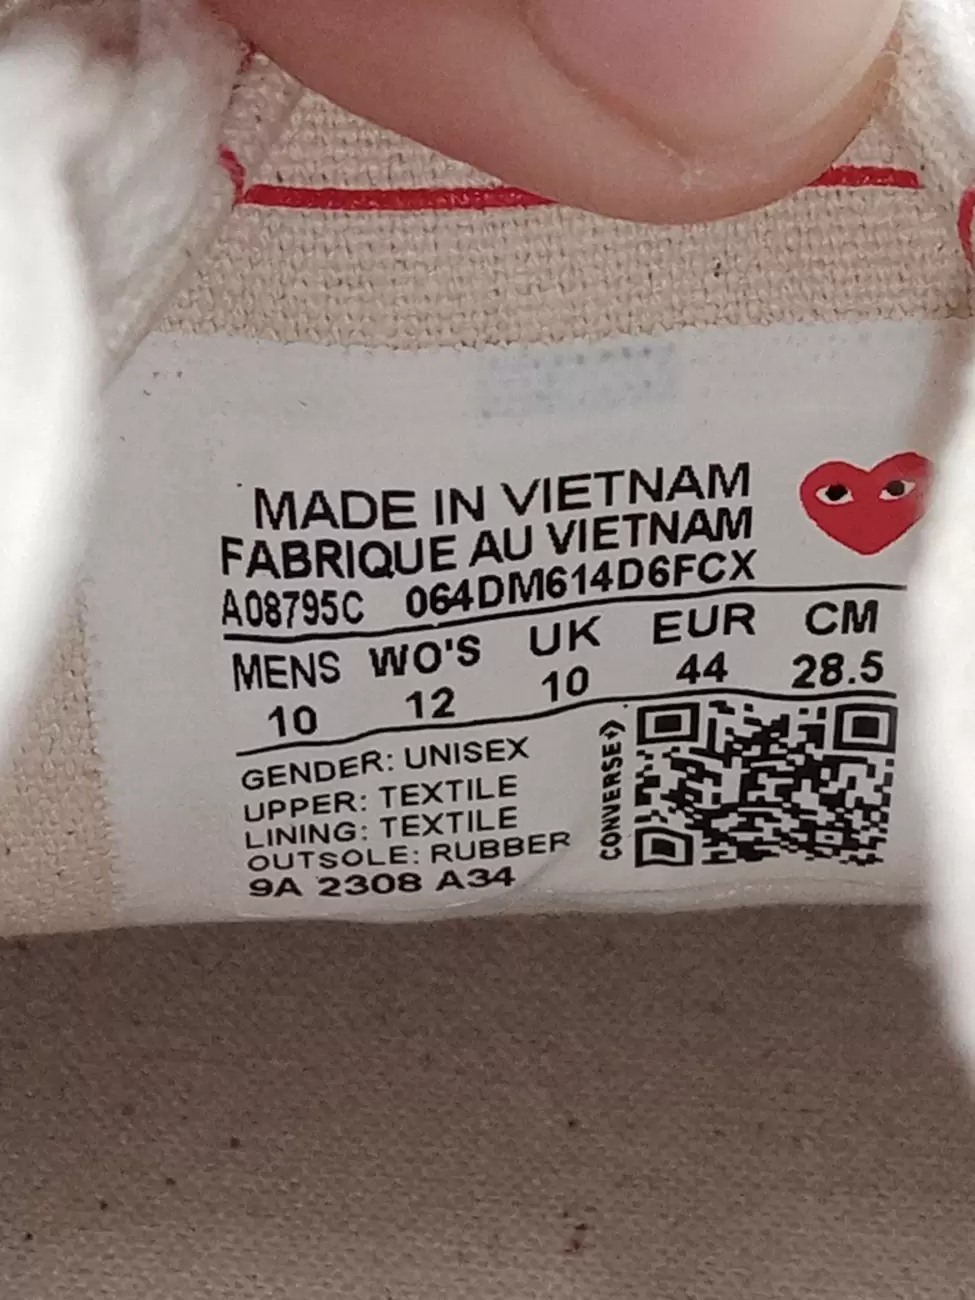 MADE IN VIETNAM
FABRIQUE AU VIETNAM
A08795C 064DM614D6FCX
MENS WO'S UK EUR CM
10 12 10 44 28.5
GENDER: UNISEX
UPPER: TEXTILE
LINING: TEXTILE
OUTSOLE: RUBBER
9A 2308 A34
CONVERSE